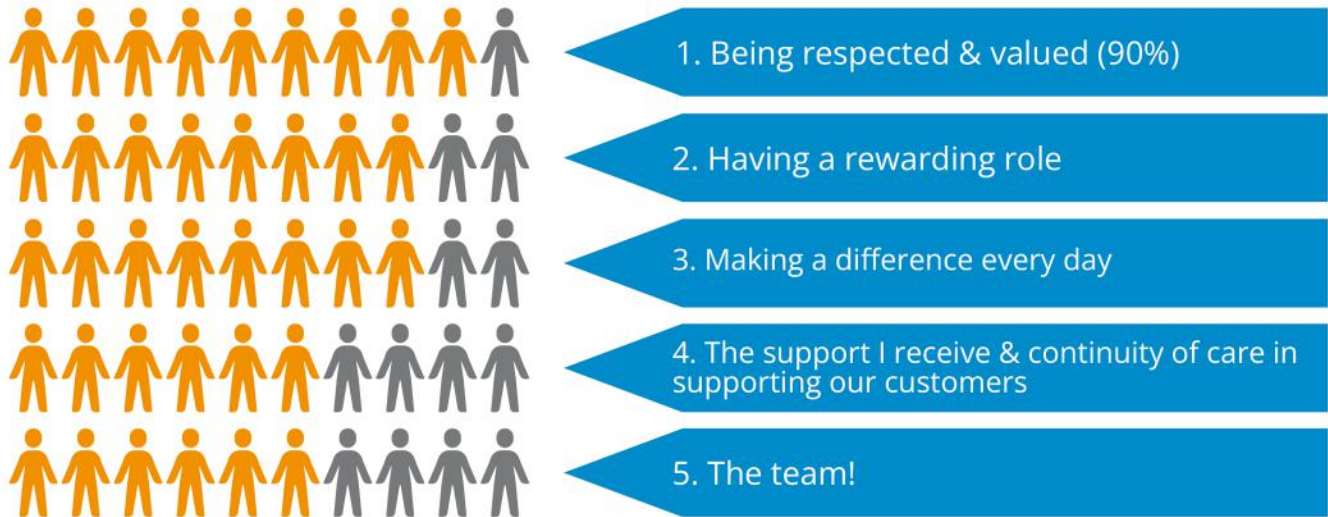 1. Being respected & valued (90%)
2. Having a rewarding role
3. Making a difference every day
4. The support I receive & continuity of care in
supporting our customers
5. The team!